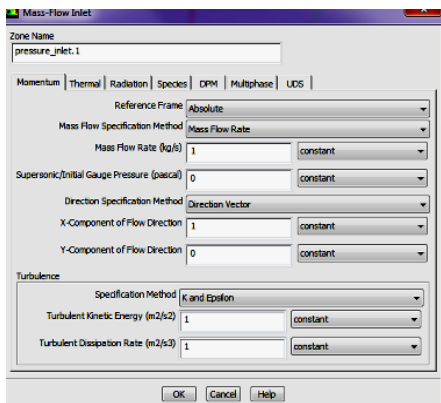 Mass-Flow Inlet
Zone Name
pressure_inlet.1
Momentum Thermal Radiation Species DPM Multiphase UDS
Reference Frame Absolute
Mass Flow Specification Method Mass Flow Rate
Mass Flow Rate (kg/s) 1 constant
Supersonic/Initial Gauge Pressure (pascal) 0 constant
Direction Specification Method Direction Vector
X-Component of Flow Direction 1 constant
Y-Component of Flow Direction 0 constant
Turbulence
Specification Method K and Epsilon
Turbulent Kinetic Energy (m2/s2) 1 constant
Turbulent Dissipation Rate (m2/s3) 1 constant
OK Cancel Help